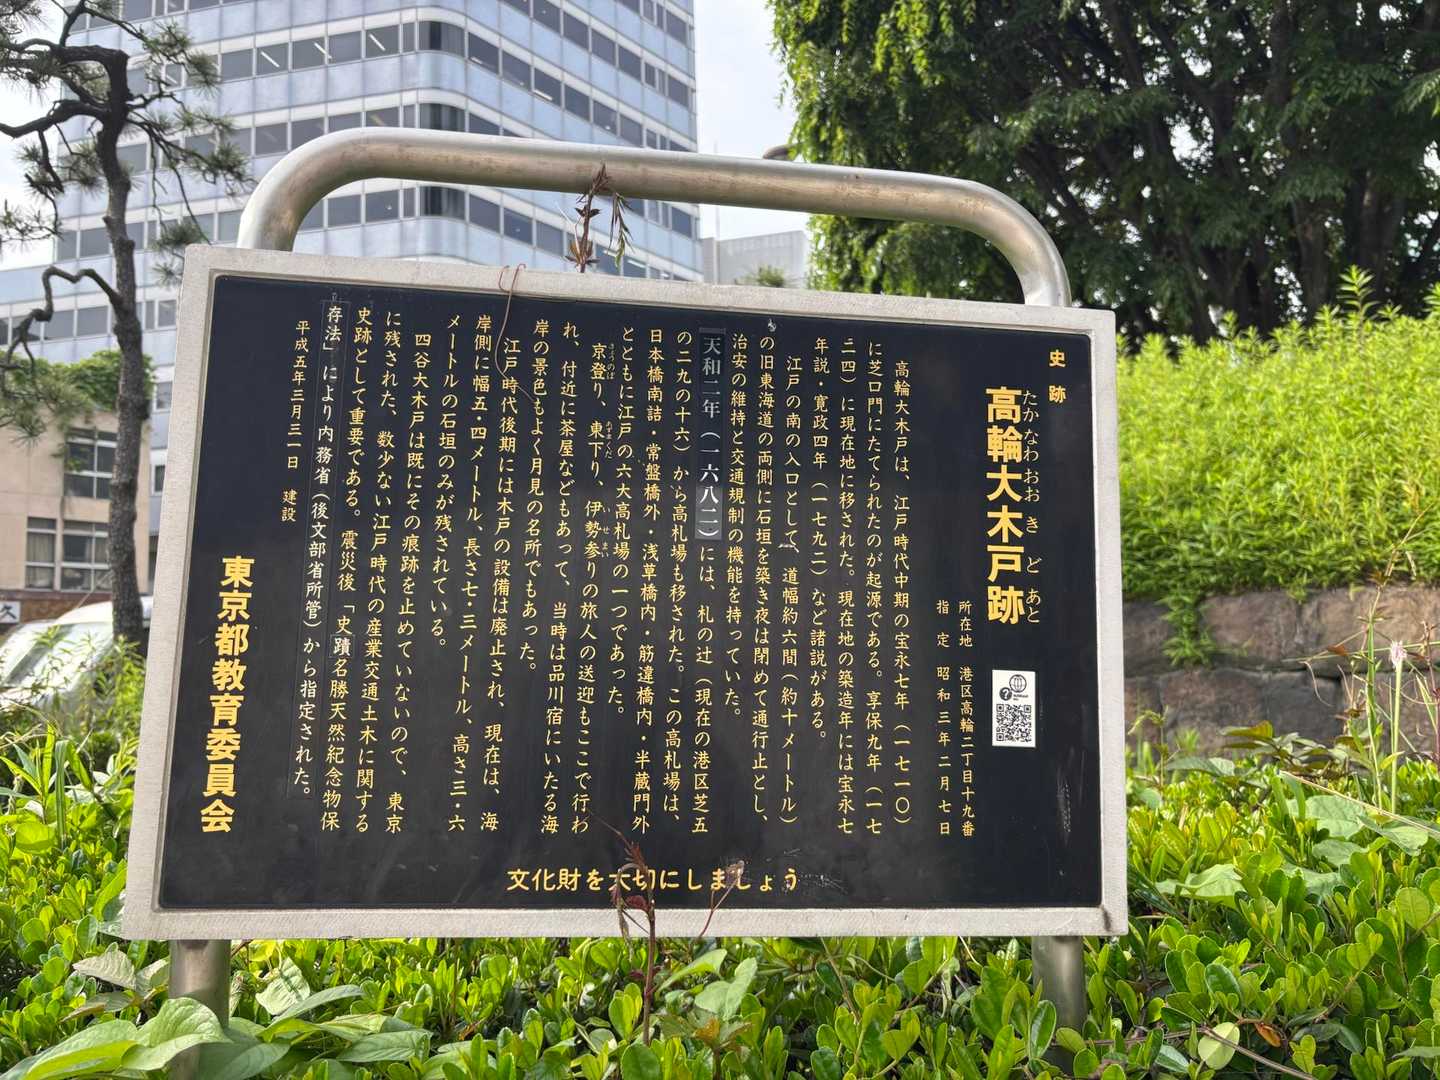 史跡
高輪大木戸跡
たかなわおおきどあと
所在地 港区高輪二丁目十九番
指定 昭和三年二月七日
高輪大木戸は、江戸時代中期の宝永七年（一七一〇）
に芝口門にたてられたのが起源である。享保九年（一七
二四）に現在地に移された。現在地の築造年には宝永七
年説・寛政四年（一七九二）など諸説がある。
江戸の南の入口として、道幅約六間（約十メートル）
の旧東海道の両側に石垣を築き夜は閉めて通行止とし、
治安の維持と交通規制の機能を持っていた。
天和二年（一六八二）には、札の辻（現在の港区芝五
の二九の十六）から高札場も移された。この高札場は、
日本橋南詰・常盤橋外・浅草橋内・筋違橋内・半蔵門外
とともに江戸の六大高札場の一つであった。
京登り、東下り、伊勢参りの旅人の送迎もここで行わ
れ、付近に茶屋などもあって、当時は品川宿にいたる海
岸の景色もよく月見の名所でもあった。
江戸時代後期には木戸の設備は廃止され、現在は、海
岸側に幅五・四メートル、長さ七・三メートル、高さ三・六
メートルの石垣のみが残されている。
四谷大木戸は既にその痕跡を止めていないので、東京
に残された、数少ない江戸時代の産業交通土木に関する
史跡として重要である。震災後「史蹟名勝天然紀念物保
存法」により内務省（後文部省所管）から指定された。
平成五年三月三一日 建設
東京都教育委員会
文化財を大切にしましょう